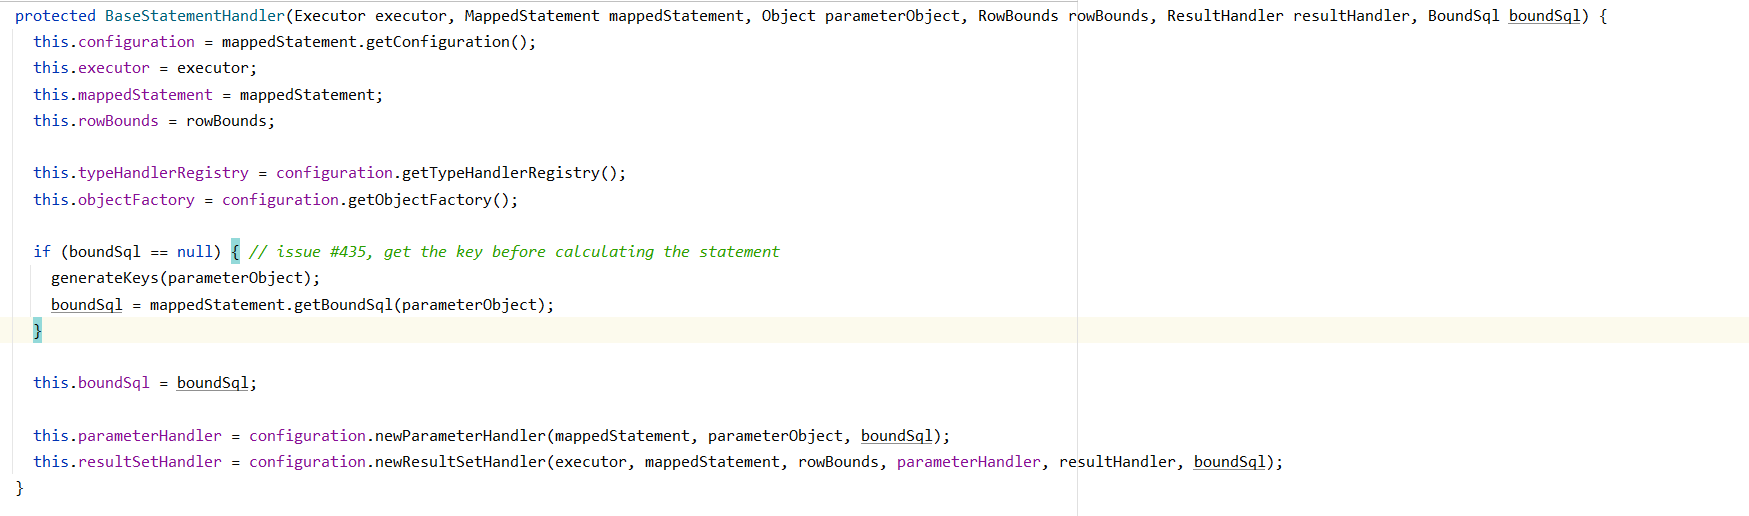 protected BaseStatementHandler(Executor executor, MappedStatement mappedStatement, Object parameterObject, RowBounds rowBounds, ResultHandler resultHandler, BoundSql boundSql) {
  this.configuration = mappedStatement.getConfiguration();
  this.executor = executor;
  this.mappedStatement = mappedStatement;
  this.rowBounds = rowBounds;

  this.typeHandlerRegistry = configuration.getTypeHandlerRegistry();
  this.objectFactory = configuration.getObjectFactory();

  if (boundSql == null) { // issue #435, get the key before calculating the statement
    generateKeys(parameterObject);
    boundSql = mappedStatement.getBoundSql(parameterObject);
  }

  this.boundSql = boundSql;

  this.parameterHandler = configuration.newParameterHandler(mappedStatement, parameterObject, boundSql);
  this.resultSetHandler = configuration.newResultSetHandler(executor, mappedStatement, rowBounds, parameterHandler, resultHandler, boundSql);
}